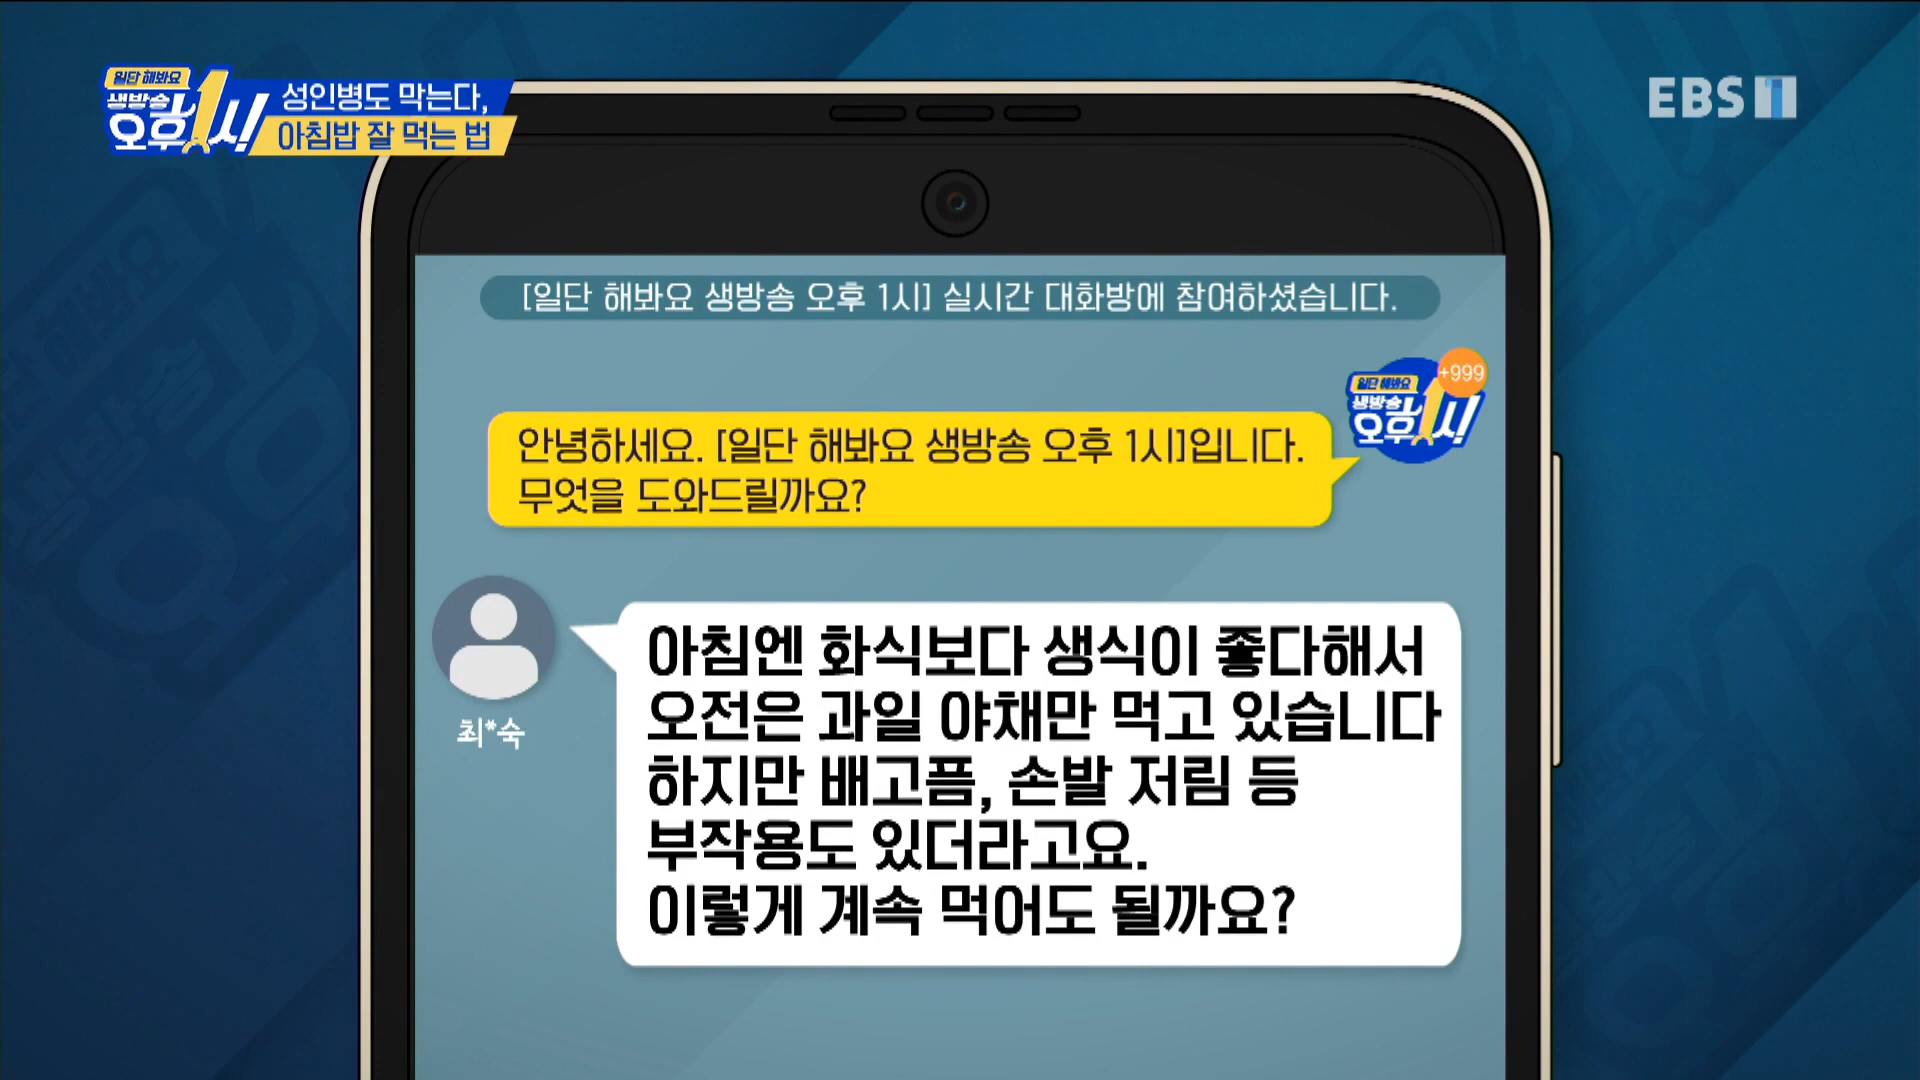 일단 해봐요
생방송
오후1시!
성인병도 막는다,
아침밥 잘 먹는 법
EBS 1
[일단 해봐요 생방송 오후 1시] 실시간 대화방에 참여하셨습니다.
+999
일단 해봐요
생방송
오후1시!
안녕하세요. [일단 해봐요 생방송 오후 1시]입니다.
무엇을 도와드릴까요?
최*숙
아침엔 화식보다 생식이 좋다해서
오전은 과일 야채만 먹고 있습니다
하지만 배고픔, 손발 저림 등
부작용도 있더라고요.
이렇게 계속 먹어도 될까요?